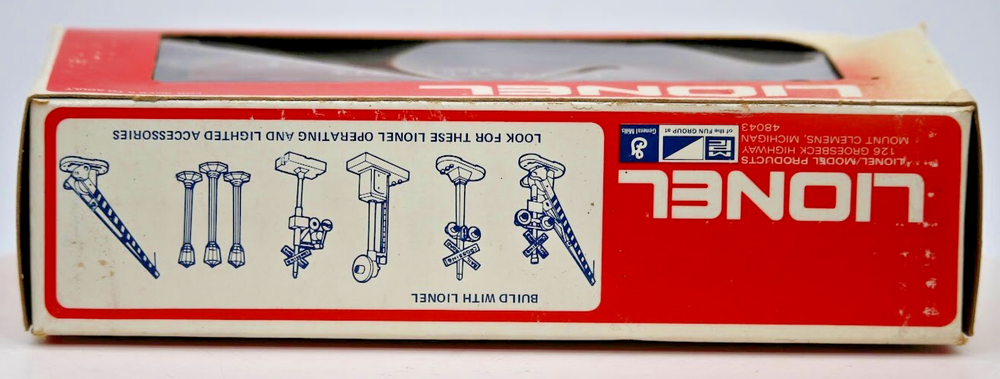 LIONEL
BUILD WITH LIONEL
LIONEL
LIONEL/MODEL PRODUCTS
126 GROESBECK HIGHWAY
MOUNT CLEMENS, MICHIGAN
48043
MPC
of the FUN GROUP at
General Mills
LOOK FOR THESE LIONEL OPERATING AND LIGHTED ACCESSORIES